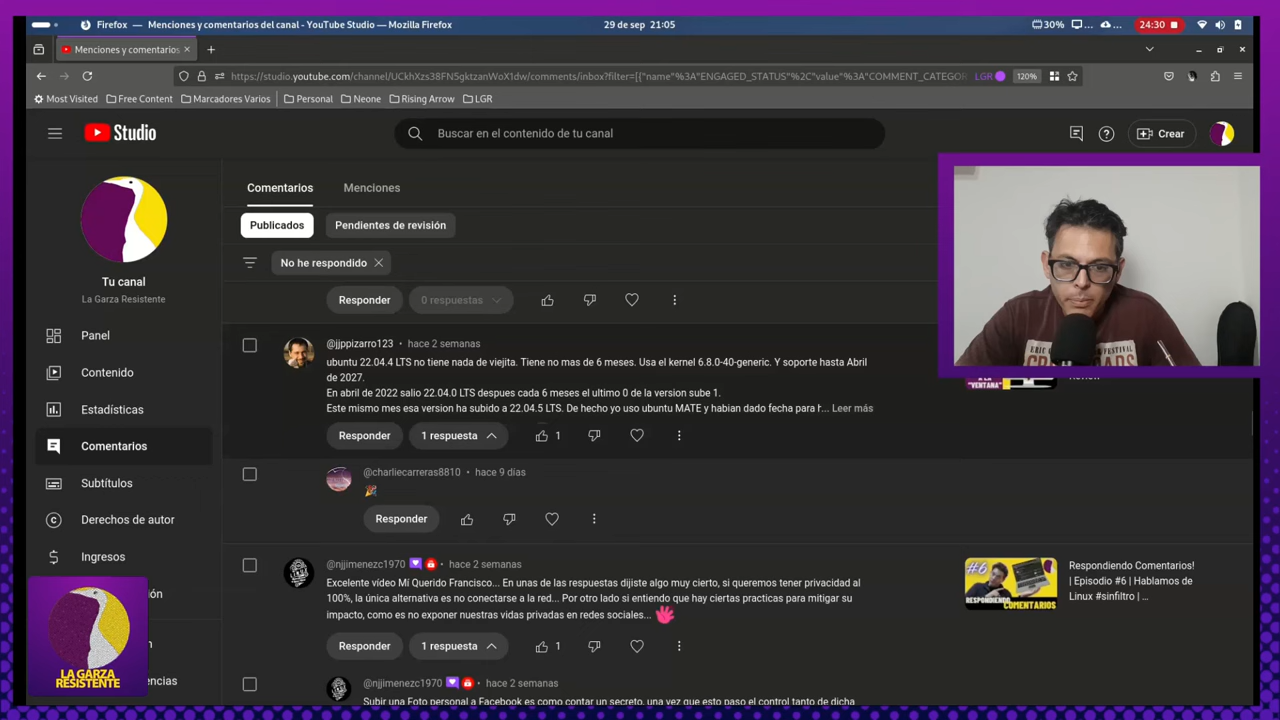 Firefox — Menciones y comentarios del canal - YouTube Studio — Mozilla Firefox
29 de sep 21:05
30%
24:30
Menciones y comentarios
https://studio.youtube.com/channel/UCkhXzs38FN5gktzanWoX1dw/comments/inbox?filter=[{"name"%3A"ENGAGED_STATUS"%2C"value"%3A"COMMENT_CATEGOR
LGR
120%
Most Visited
Free Content
Marcadores Varios
Personal
Neone
Rising Arrow
LGR
Studio
Buscar en el contenido de tu canal
Crear
Tu canal
La Garza Resistente
Panel
Contenido
Estadísticas
Comentarios
Subtítulos
Derechos de autor
Ingresos
Comentarios
Menciones
Publicados
Pendientes de revisión
No he respondido
Responder
0 respuestas
@jjppizarro123 • hace 2 semanas
ubuntu 22.04.4 LTS no tiene nada de viejita. Tiene no mas de 6 meses. Usa el kernel 6.8.0-40-generic. Y soporte hasta Abril
de 2027.
En abril de 2022 salio 22.04.0 LTS despues cada 6 meses el ultimo 0 de la version sube 1.
Este mismo mes esa version ha subido a 22.04.5 LTS. De hecho yo uso ubuntu MATE y habian dado fecha para h... Leer más
Responder
1 respuesta
1
A LA
"VENTANA"
@charliecarreras8810 • hace 9 días
🎉
Responder
@njjimenezc1970 • hace 2 semanas
Excelente vídeo Mí Querido Francisco... En unas de las respuestas dijiste algo muy cierto, si queremos tener privacidad al
100%, la única alternativa es no conectarse a la red... Por otro lado si entiendo que hay ciertas practicas para mitigar su
impacto, como es no exponer nuestras vidas privadas en redes sociales...
Responder
1 respuesta
1
#6
RESPONDIENDO
COMENTARIOS
Respondiendo Comentarios!
| Episodio #6 | Hablamos de
Linux #sinfiltro | ...
@njjimenezc1970 • hace 2 semanas
Subir una Foto personal a Facebook es como contar un secreto, una vez que esto paso el control tanto de dicha
LA GARZA
RESISTENTE